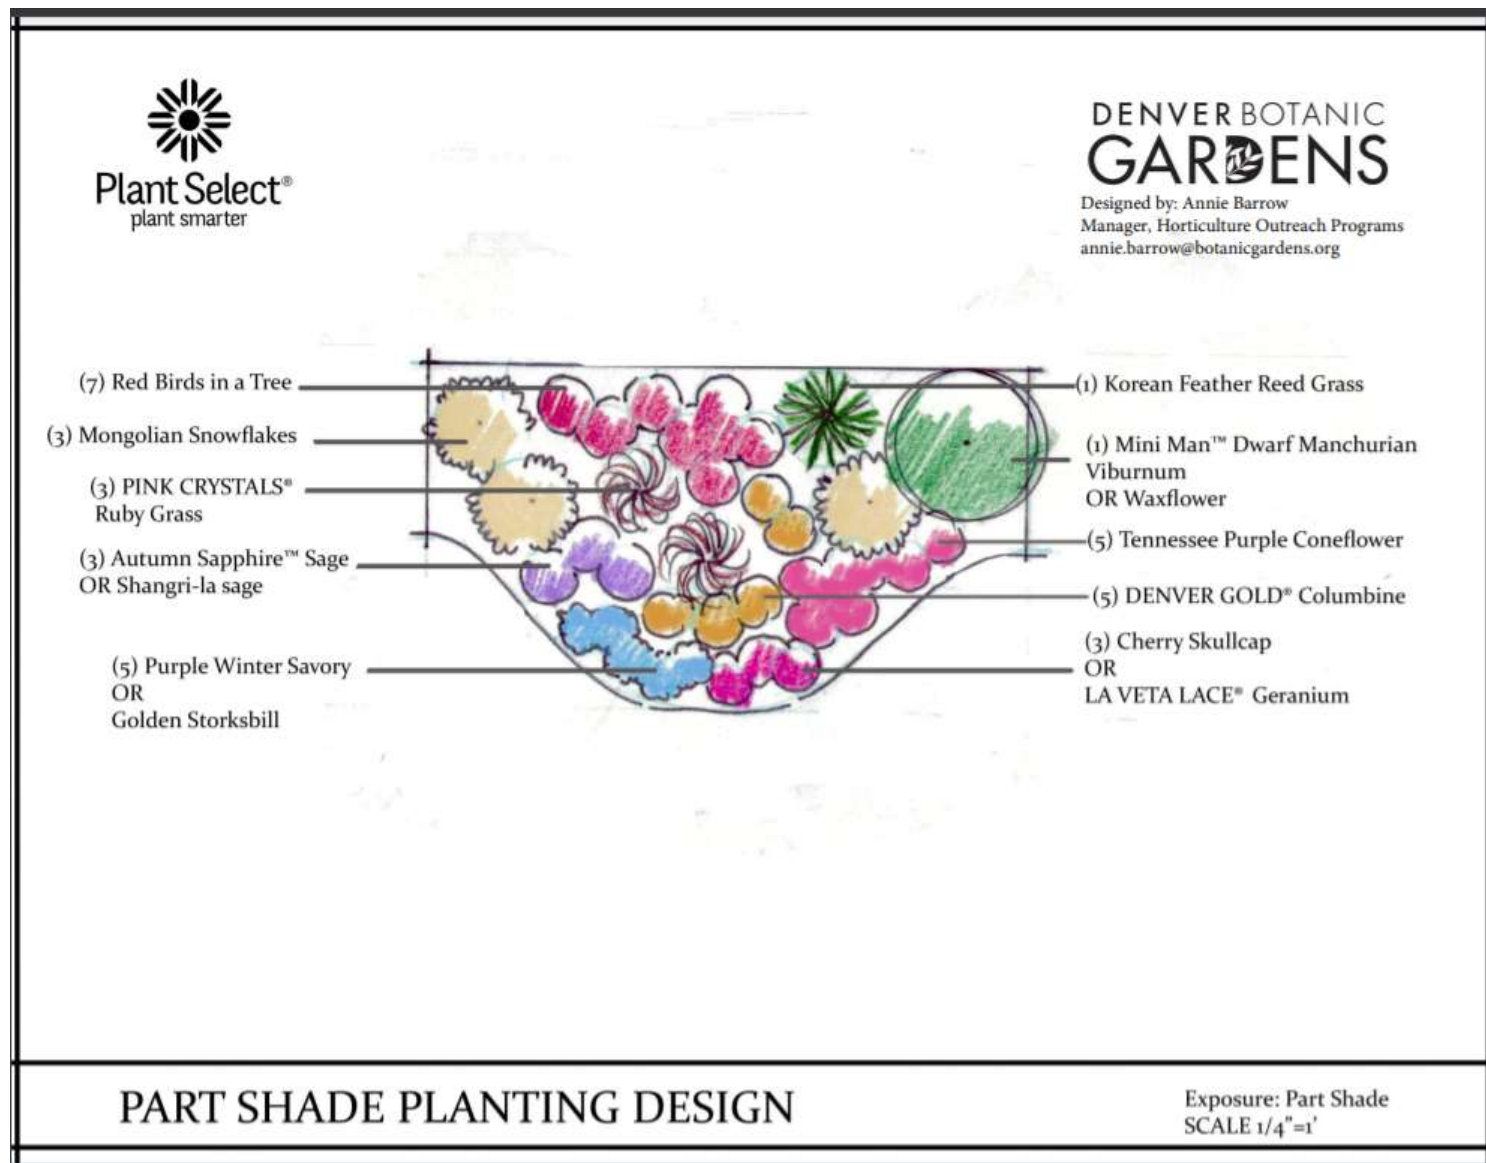 Plant Select®
plant smarter
DENVER BOTANIC
GARDENS
Designed by: Annie Barrow
Manager, Horticulture Outreach Programs
annie.barrow@botanicgardens.org
(7) Red Birds in a Tree
(3) Mongolian Snowflakes
(3) PINK CRYSTALS®
Ruby Grass
(3) Autumn Sapphire™ Sage
OR Shangri-la sage
(5) Purple Winter Savory
OR
Golden Storksbill
(1) Korean Feather Reed Grass
(1) Mini Man™ Dwarf Manchurian
Viburnum
OR Waxflower
(5) Tennessee Purple Coneflower
(5) DENVER GOLD® Columbine
(3) Cherry Skullcap
OR
LA VETA LACE® Geranium
PART SHADE PLANTING DESIGN
Exposure: Part Shade
SCALE 1/4"=1'